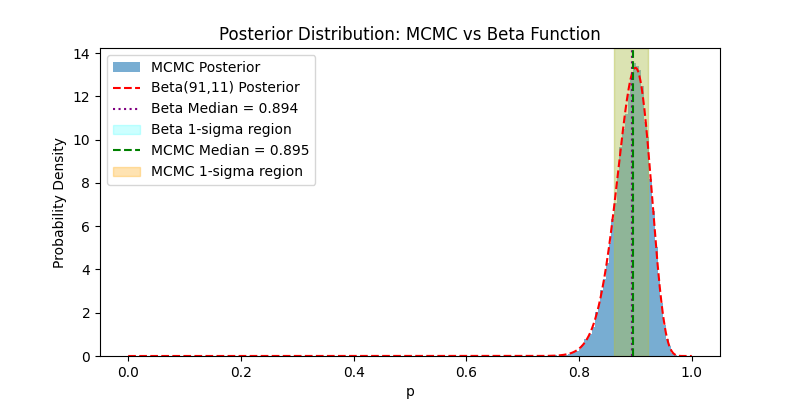 Posterior Distribution: MCMC vs Beta Function
MCMC Posterior
Beta(91,11) Posterior
Beta Median = 0.894
Beta 1-sigma region
MCMC Median = 0.895
MCMC 1-sigma region
Probability Density
14
12
10
8
6
4
2
0
0.0 0.2 0.4 0.6 0.8 1.0
p